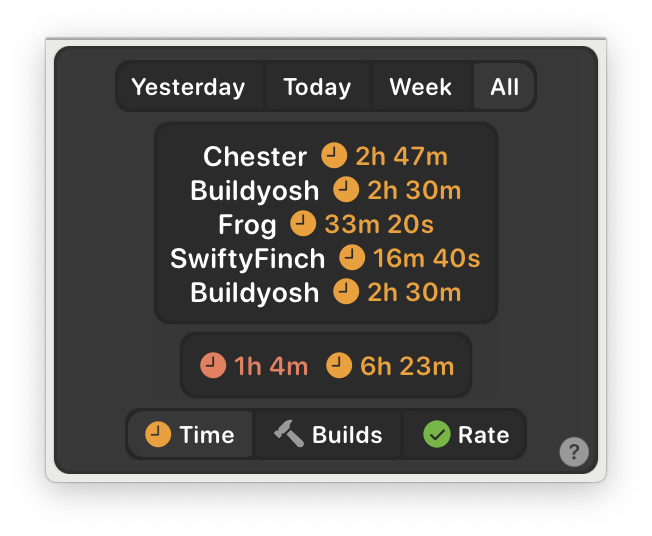 Yesterday Today Week All
Chester 2h 47m
Buildyosh 2h 30m
Frog 33m 20s
SwiftyFinch 16m 40s
Buildyosh 2h 30m
1h 4m 6h 23m
Time Builds Rate
?